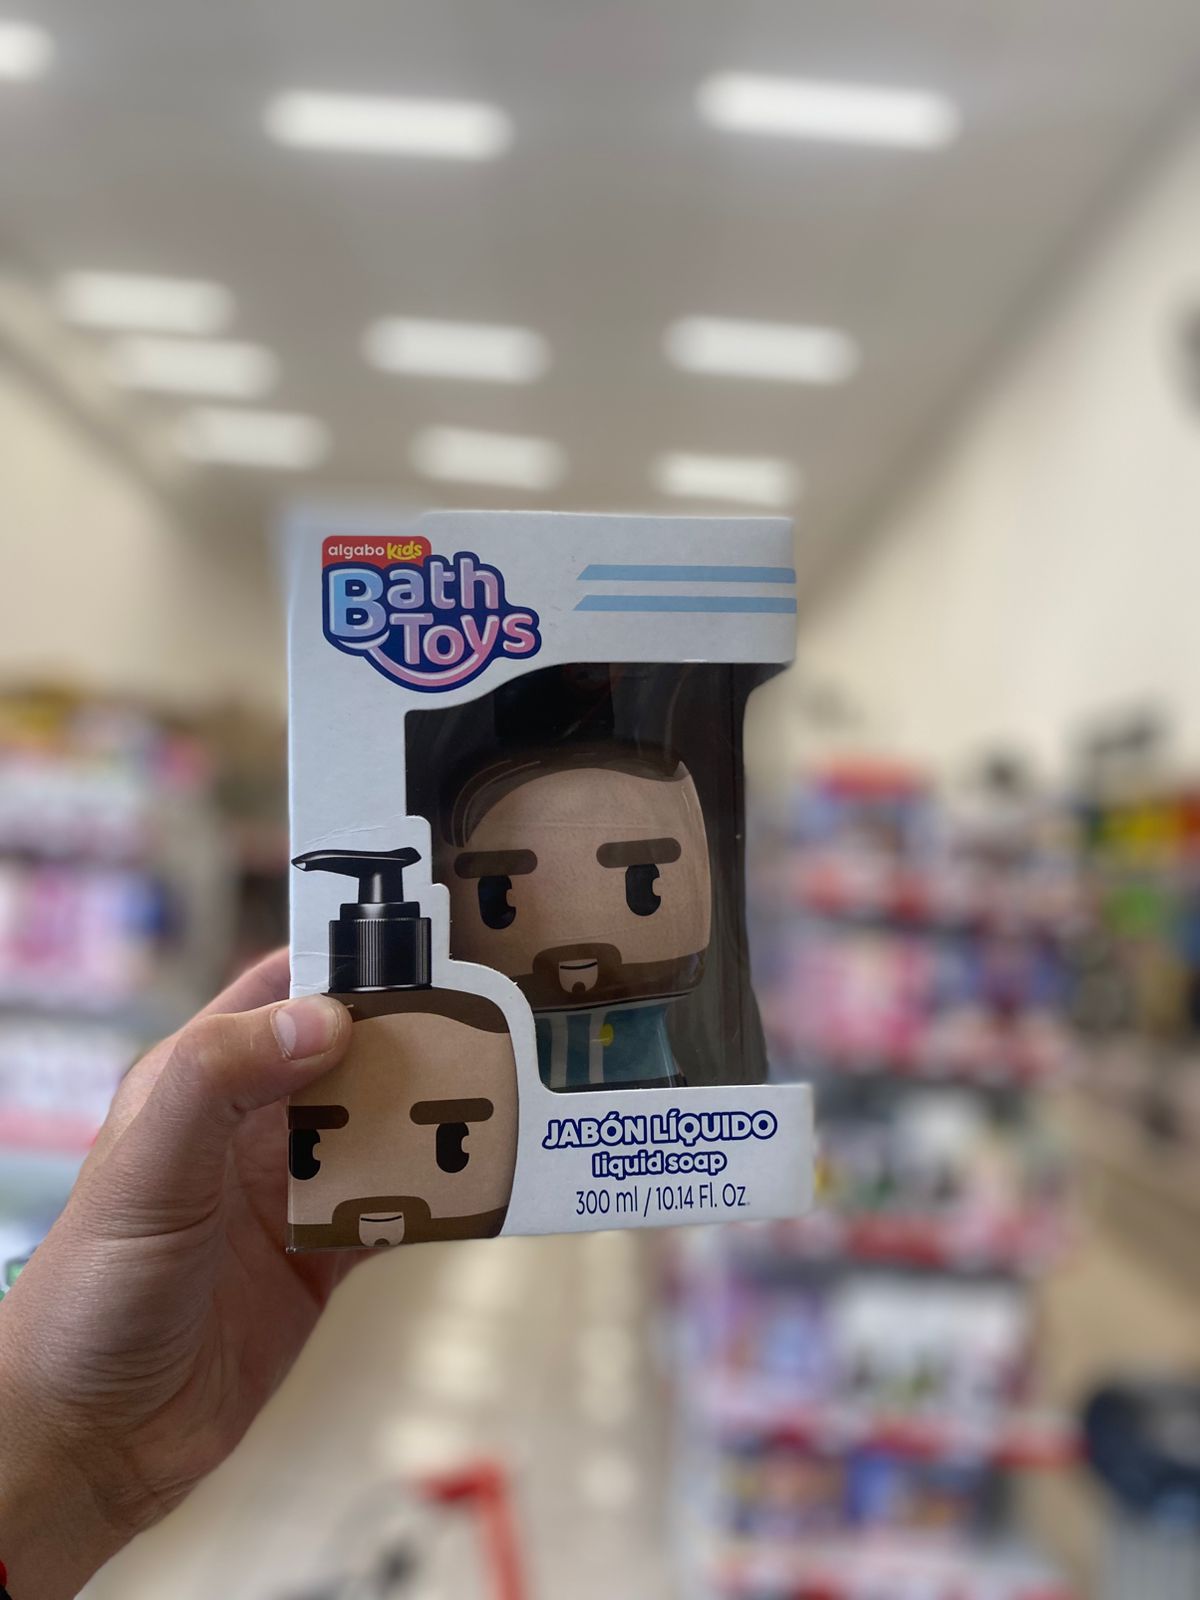 algabo kids
Bath
Toys
JABÓN LÍQUIDO
liquid soap
300 ml / 10.14 Fl. Oz.